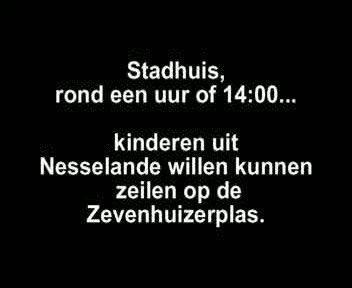 Stadhuis,
rond een uur of 14:00...
kinderen uit
Nesselande willen kunnen
zeilen op de
Zevenhuizerplas.